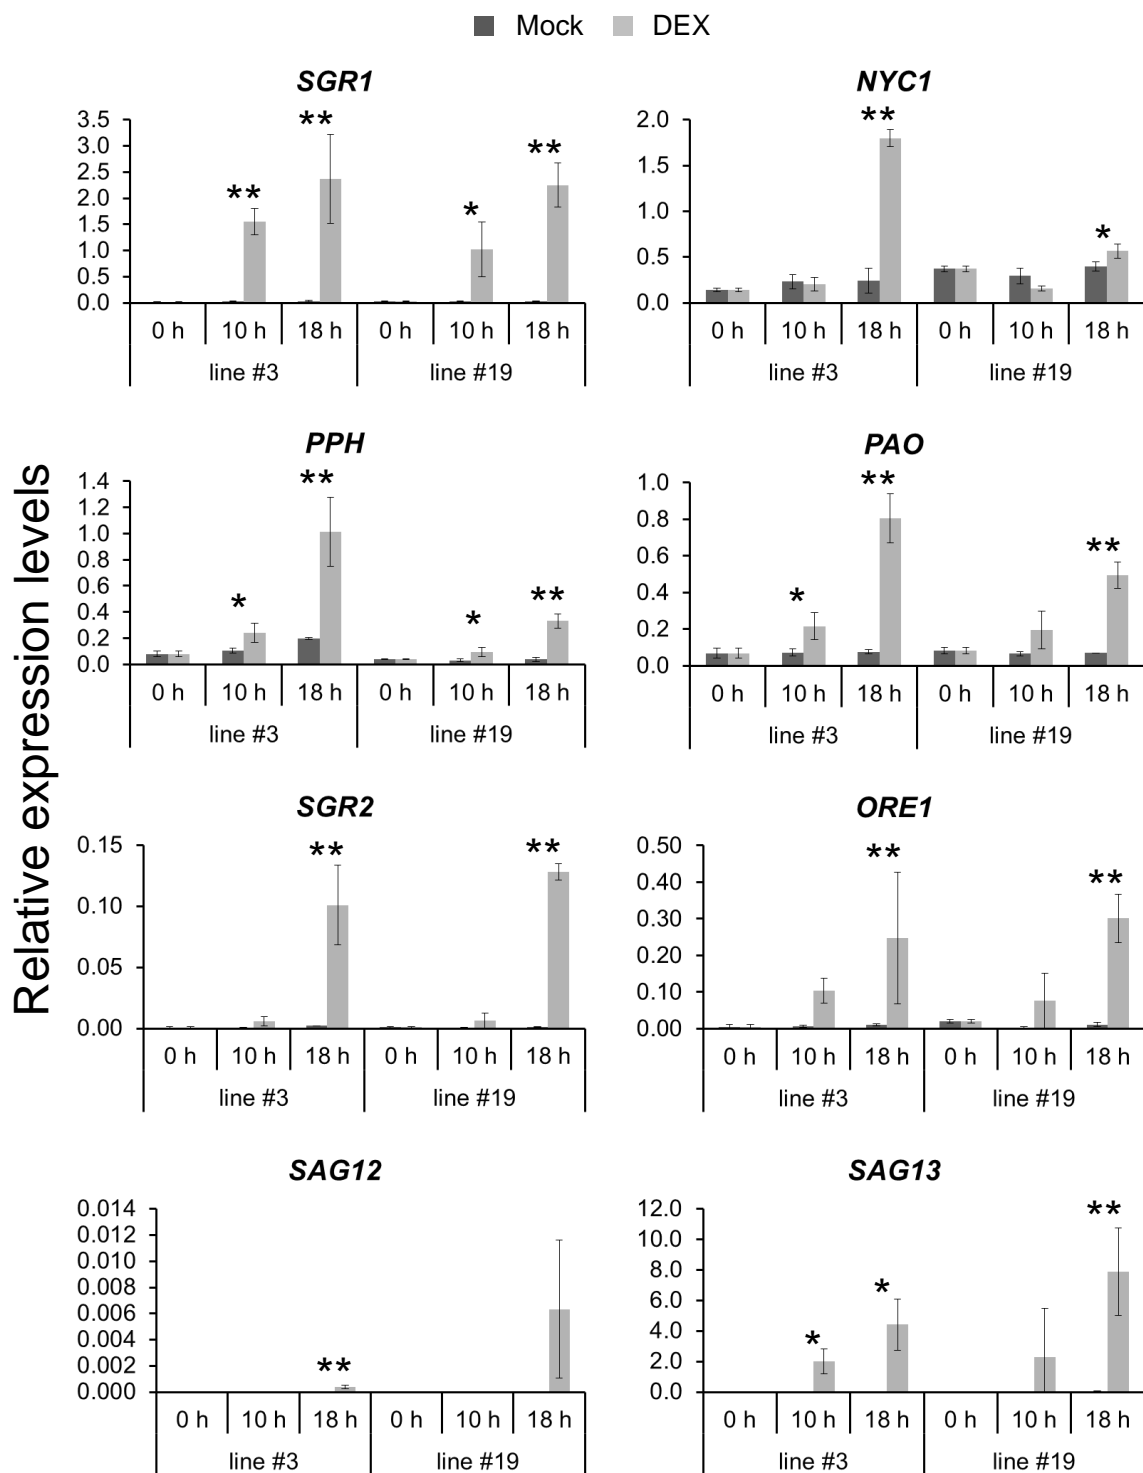 Mock DEX
Relative expression levels
SGR1
**
**
*
**
3.5
3.0
2.5
2.0
1.5
1.0
0.5
0.0
0 h 10 h 18 h 0 h 10 h 18 h
line #3 line #19
NYC1
**
*
2.0
1.5
1.0
0.5
0.0
0 h 10 h 18 h 0 h 10 h 18 h
line #3 line #19
PPH
*
**
*
**
1.4
1.2
1.0
0.8
0.6
0.4
0.2
0.0
0 h 10 h 18 h 0 h 10 h 18 h
line #3 line #19
PAO
*
**
**
1.0
0.8
0.6
0.4
0.2
0.0
0 h 10 h 18 h 0 h 10 h 18 h
line #3 line #19
SGR2
**
**
0.15
0.10
0.05
0.00
0 h 10 h 18 h 0 h 10 h 18 h
line #3 line #19
ORE1
**
**
0.50
0.40
0.30
0.20
0.10
0.00
0 h 10 h 18 h 0 h 10 h 18 h
line #3 line #19
SAG12
**
0.014
0.012
0.010
0.008
0.006
0.004
0.002
0.000
0 h 10 h 18 h 0 h 10 h 18 h
line #3 line #19
SAG13
*
*
**
12.0
10.0
8.0
6.0
4.0
2.0
0.0
0 h 10 h 18 h 0 h 10 h 18 h
line #3 line #19